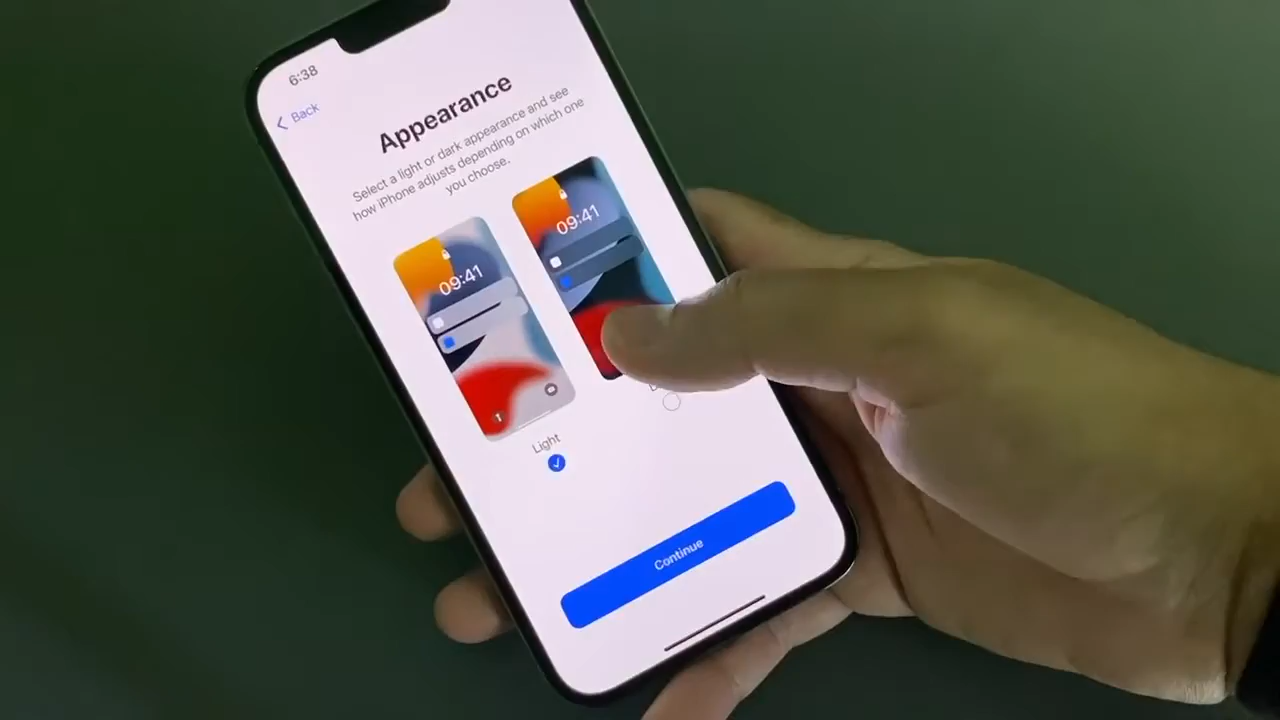 6:38
Back
Appearance
Select a light or dark appearance and see
how iPhone adjusts depending on which one
you choose.
09:41
09:41
Light
Continue